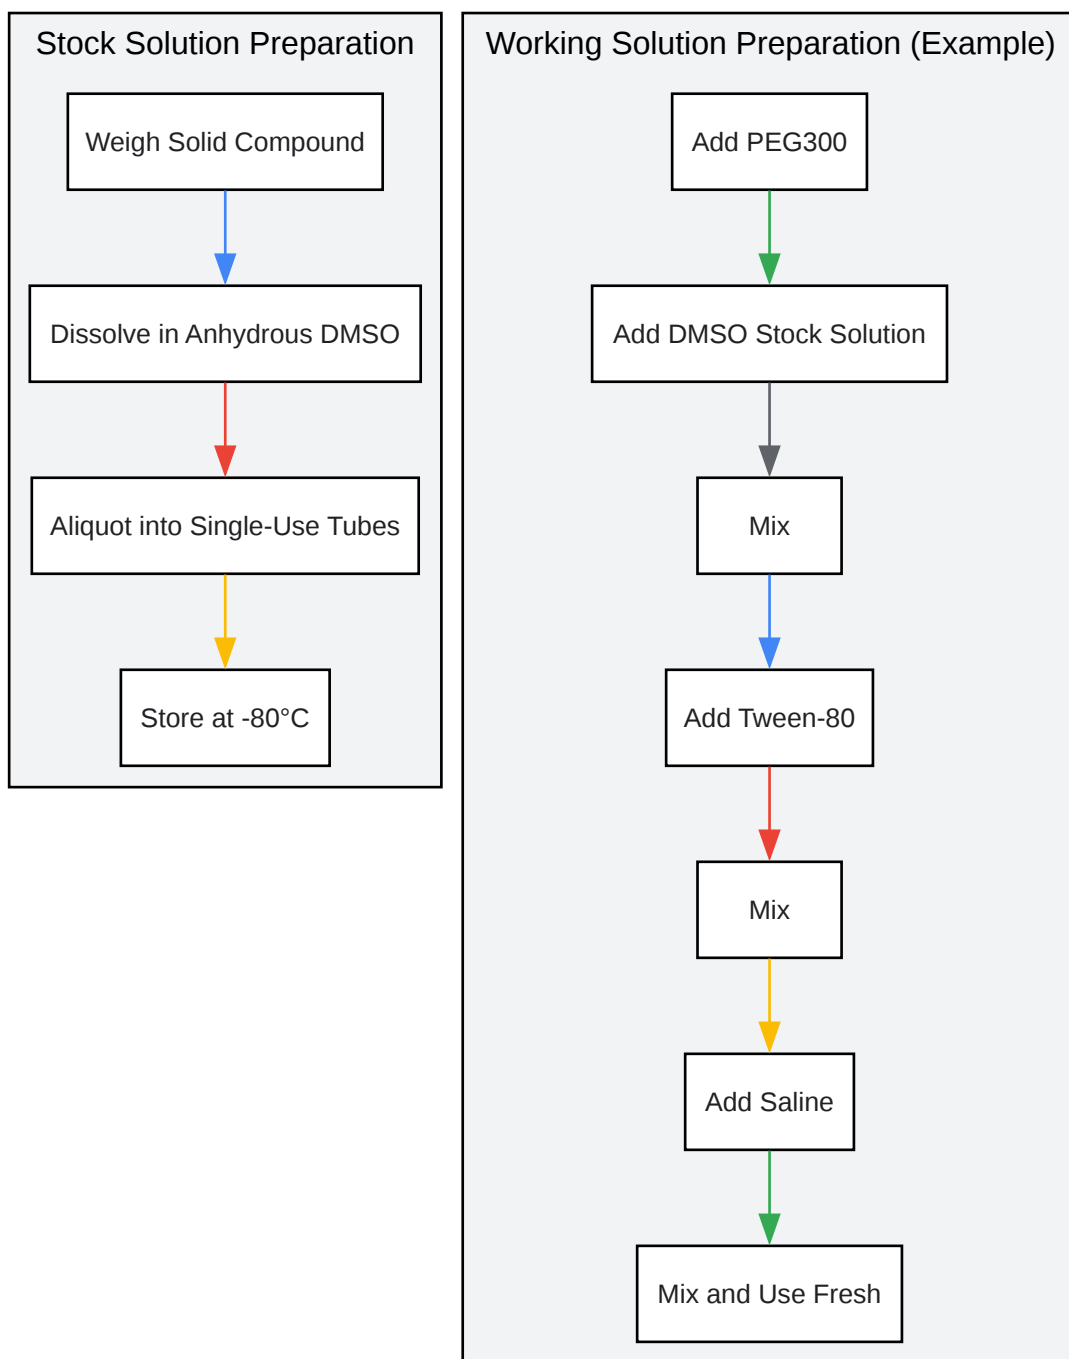 Stock Solution Preparation
Weigh Solid Compound
Dissolve in Anhydrous DMSO
Aliquot into Single-Use Tubes
Store at -80°C
Working Solution Preparation (Example)
Add PEG300
Add DMSO Stock Solution
Mix
Add Tween-80
Mix
Add Saline
Mix and Use Fresh